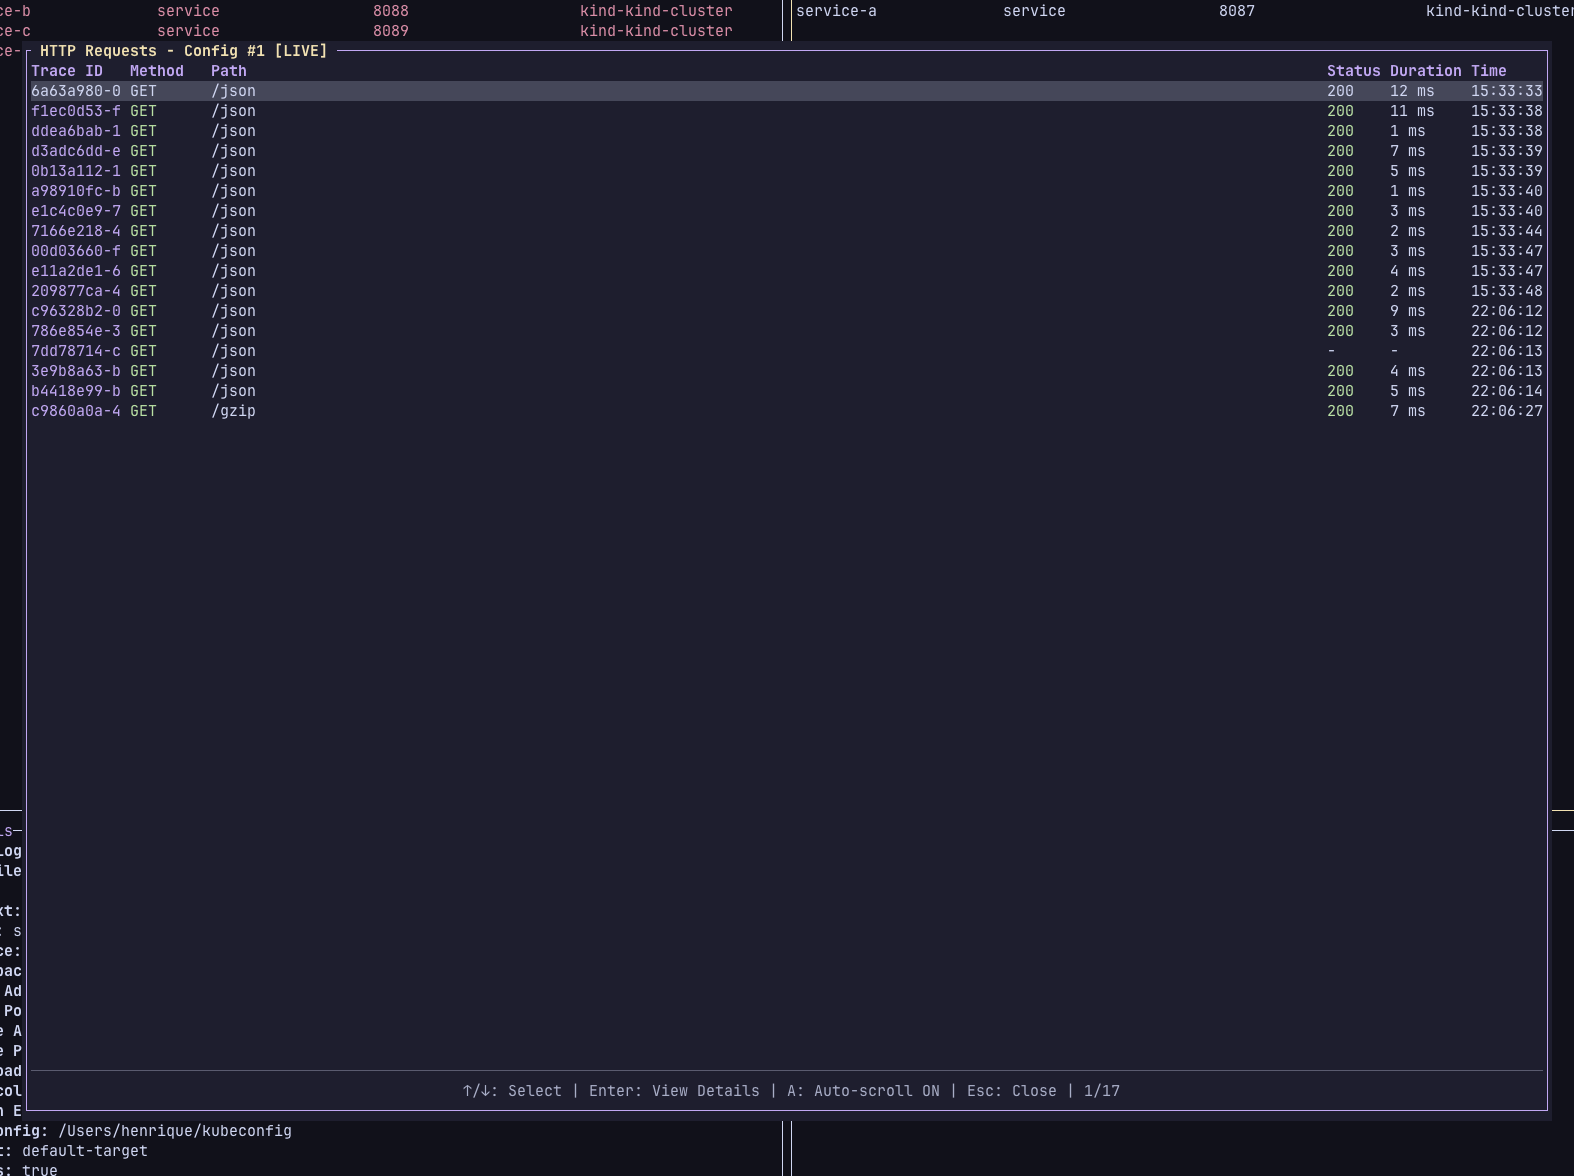 ce-b service 8088 kind-kind-cluster service-a service 8087 kind-kind-cluster
ce-c service 8089 kind-kind-cluster
ce- HTTP Requests - Config #1 [LIVE]
Trace ID Method Path Status Duration Time
6a63a980-0 GET /json 200 12 ms 15:33:33
f1ec0d53-f GET /json 200 11 ms 15:33:38
ddea6bab-1 GET /json 200 1 ms 15:33:38
d3adc6dd-e GET /json 200 7 ms 15:33:39
0b13a112-1 GET /json 200 5 ms 15:33:39
a98910fc-b GET /json 200 1 ms 15:33:40
e1c4c0e9-7 GET /json 200 3 ms 15:33:40
7166e218-4 GET /json 200 2 ms 15:33:44
00d03660-f GET /json 200 3 ms 15:33:47
e11a2de1-6 GET /json 200 4 ms 15:33:47
209877ca-4 GET /json 200 2 ms 15:33:48
c96328b2-0 GET /json 200 9 ms 22:06:12
786e854e-3 GET /json 200 3 ms 22:06:12
7dd78714-c GET /json - - 22:06:13
3e9b8a63-b GET /json 200 4 ms 22:06:13
b4418e99-b GET /json 200 5 ms 22:06:14
c9860a0a-4 GET /gzip 200 7 ms 22:06:27
ls
Log
ile
xt:
: s
ce:
pac
Ad
Po
e A
e P
oad
col
↑/↓: Select | Enter: View Details | A: Auto-scroll ON | Esc: Close | 1/17
n E
onfig: /Users/henrique/kubeconfig
t: default-target
s: true